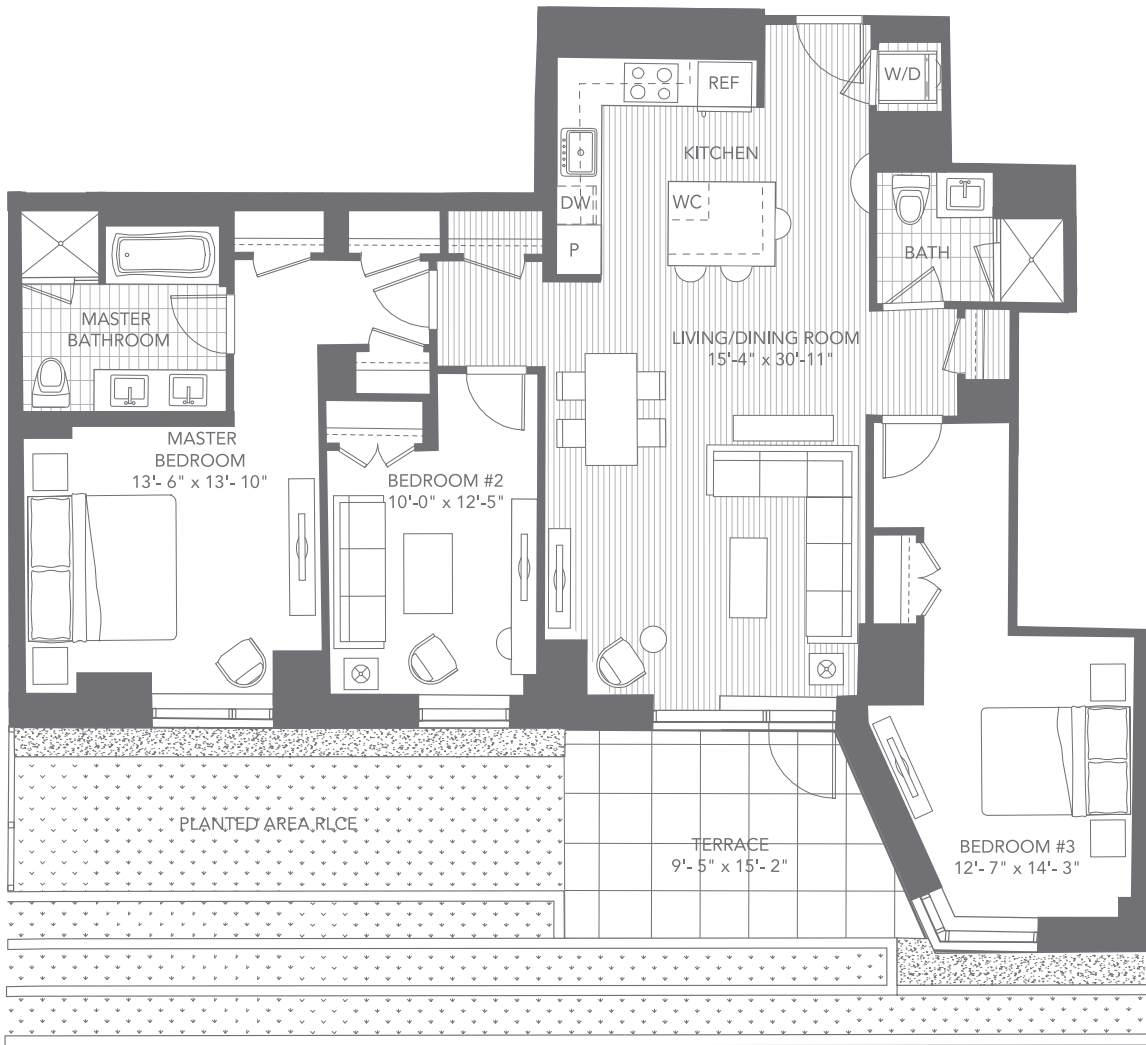 W/D
REF
KITCHEN
WC
DW
P
BATH
MASTER
BATHROOM
LIVING/DINING ROOM
15'-4" x 30'-11"
MASTER
BEDROOM
13'- 6" x 13'- 10"
BEDROOM #2
10'-0" x 12'-5"
PLANTED AREA RLCE
TERRACE
9'- 5" x 15'- 2"
BEDROOM #3
12'- 7" x 14'- 3"